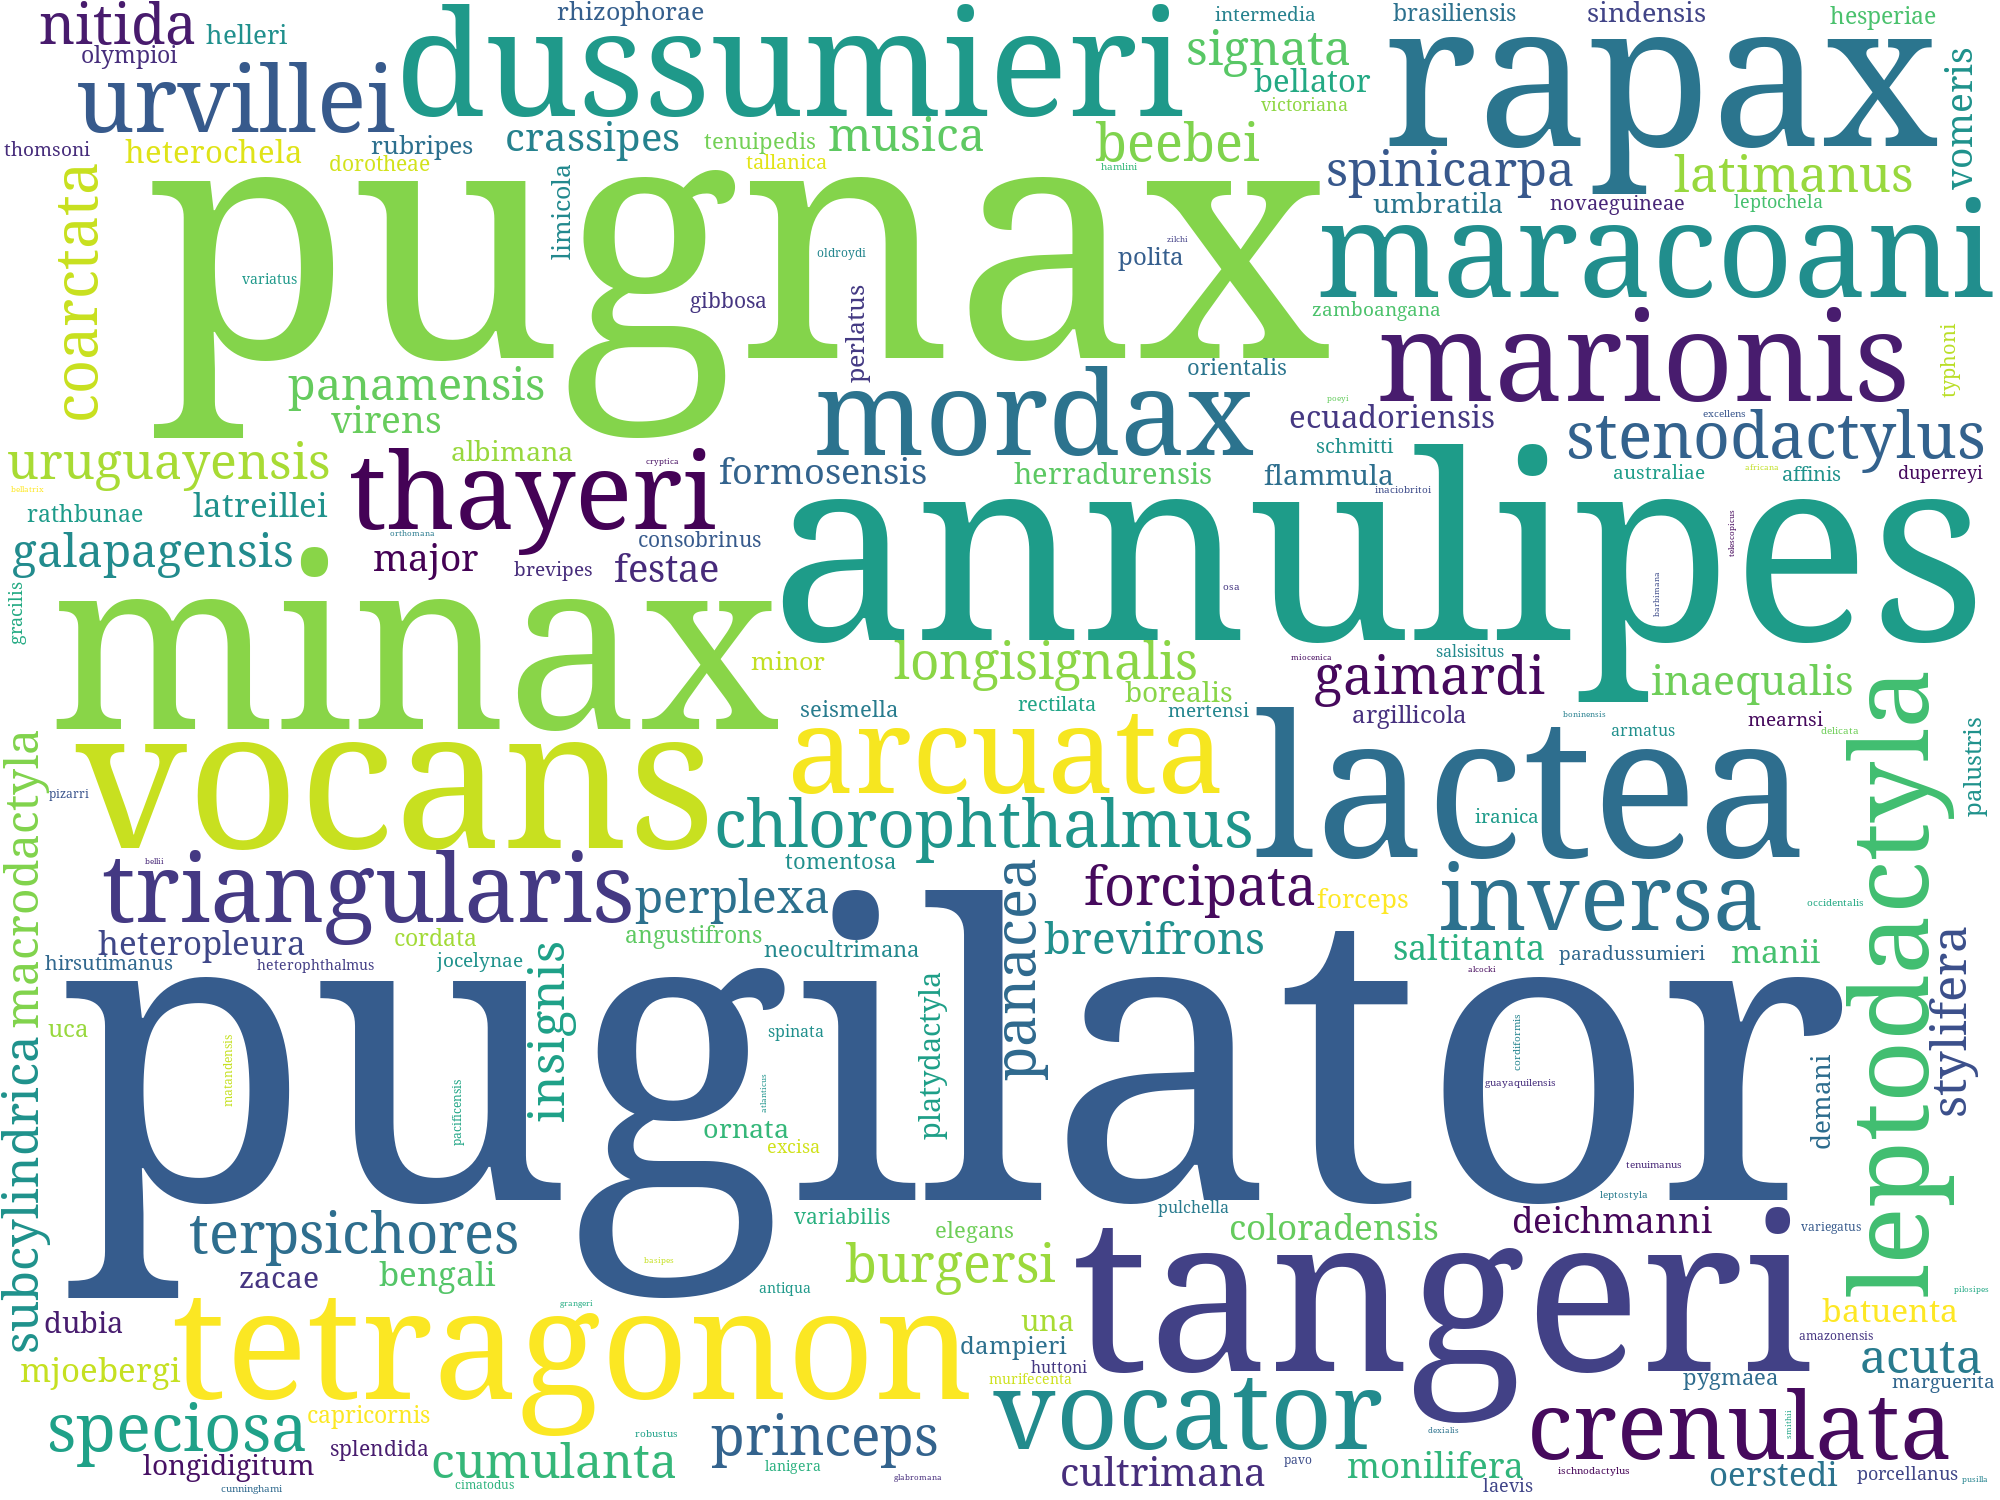 nitida
helleri
olympioi
urvillei
dussumieri
rhizophorae
intermedia
signata
bellator
victoriana
brasiliensis
sindensis
hesperiae
rapax
vomeris
thomsoni
heterochela
dorotheae
rubripes
crassipes
tenuipedis
tallanica
musica
beebei
hamlini
spinicarpa
latimanus
umbratila
novaeguineae
leptochela
coarctata
pugnax
limicola
variatus
oldroydi
gibbosa
perlatus
polita
zilchi
maracoani
zamboangana
marionis
typhoni
panamensis
virens
mordax
orientalis
poeyi
ecuadoriensis
excellens
stenodactylus
uruguayensis
albimana
thayeri
cryptica
formosensis
herradurensis
schmitti
flammula
inaciobritoi
australiae
africana
affinis
duperreyi
rathbunae
latreillei
orthomana
consobrinus
galapagensis
major
brevipes
festae
annulipes
telescopicus
osa
barbimana
gracilis
minax
minor
longisignalis
borealis
miocenica
salsisitus
gaimardi
inaequalis
seismella
rectilata
mertensi
argillicola
boninensis
armatus
mearnsi
delicata
palustris
macrodactyla
pizarri
vocans
arcuata
lactea
iranica
leptodactyla
chlorophthalmus
bellii
triangularis
tomentosa
perplexa
panacea
forcipata
forceps
inversa
occidentalis
heteropleura
cordata
angustifrons
neocultrimana
brevifrons
saltitanta
paradussumieri
manii
alcocki
hirsutimanus
heterophthalmus
jocelynae
insignis
platydactyla
stylifera
uca
pugilator
spinata
matandensis
pacificensis
atlanticus
cordiformis
guayaquilensis
demani
subcylindrica
ornata
excisa
tenuimanus
leptostyla
terpsichores
variabilis
elegans
pulchella
coloradensis
deichmanni
variegatus
zacae
bengali
basipes
antiqua
burgersi
tangeri
pilosipes
dubia
grangeri
tetragonon
una
dampieri
huttoni
murifecenta
batuenta
amazonensis
acuta
marguerita
mjoebergi
pygmaea
vocator
crenulata
smithii
speciosa
capricornis
longidigitum
splendida
robustus
princeps
cumulanta
lanigera
glabromana
cunninghami
cimatodus
cultrimana
pavo
dexialis
monilifera
ischnodactylus
laevis
oerstedi
porcellanus
pusilla